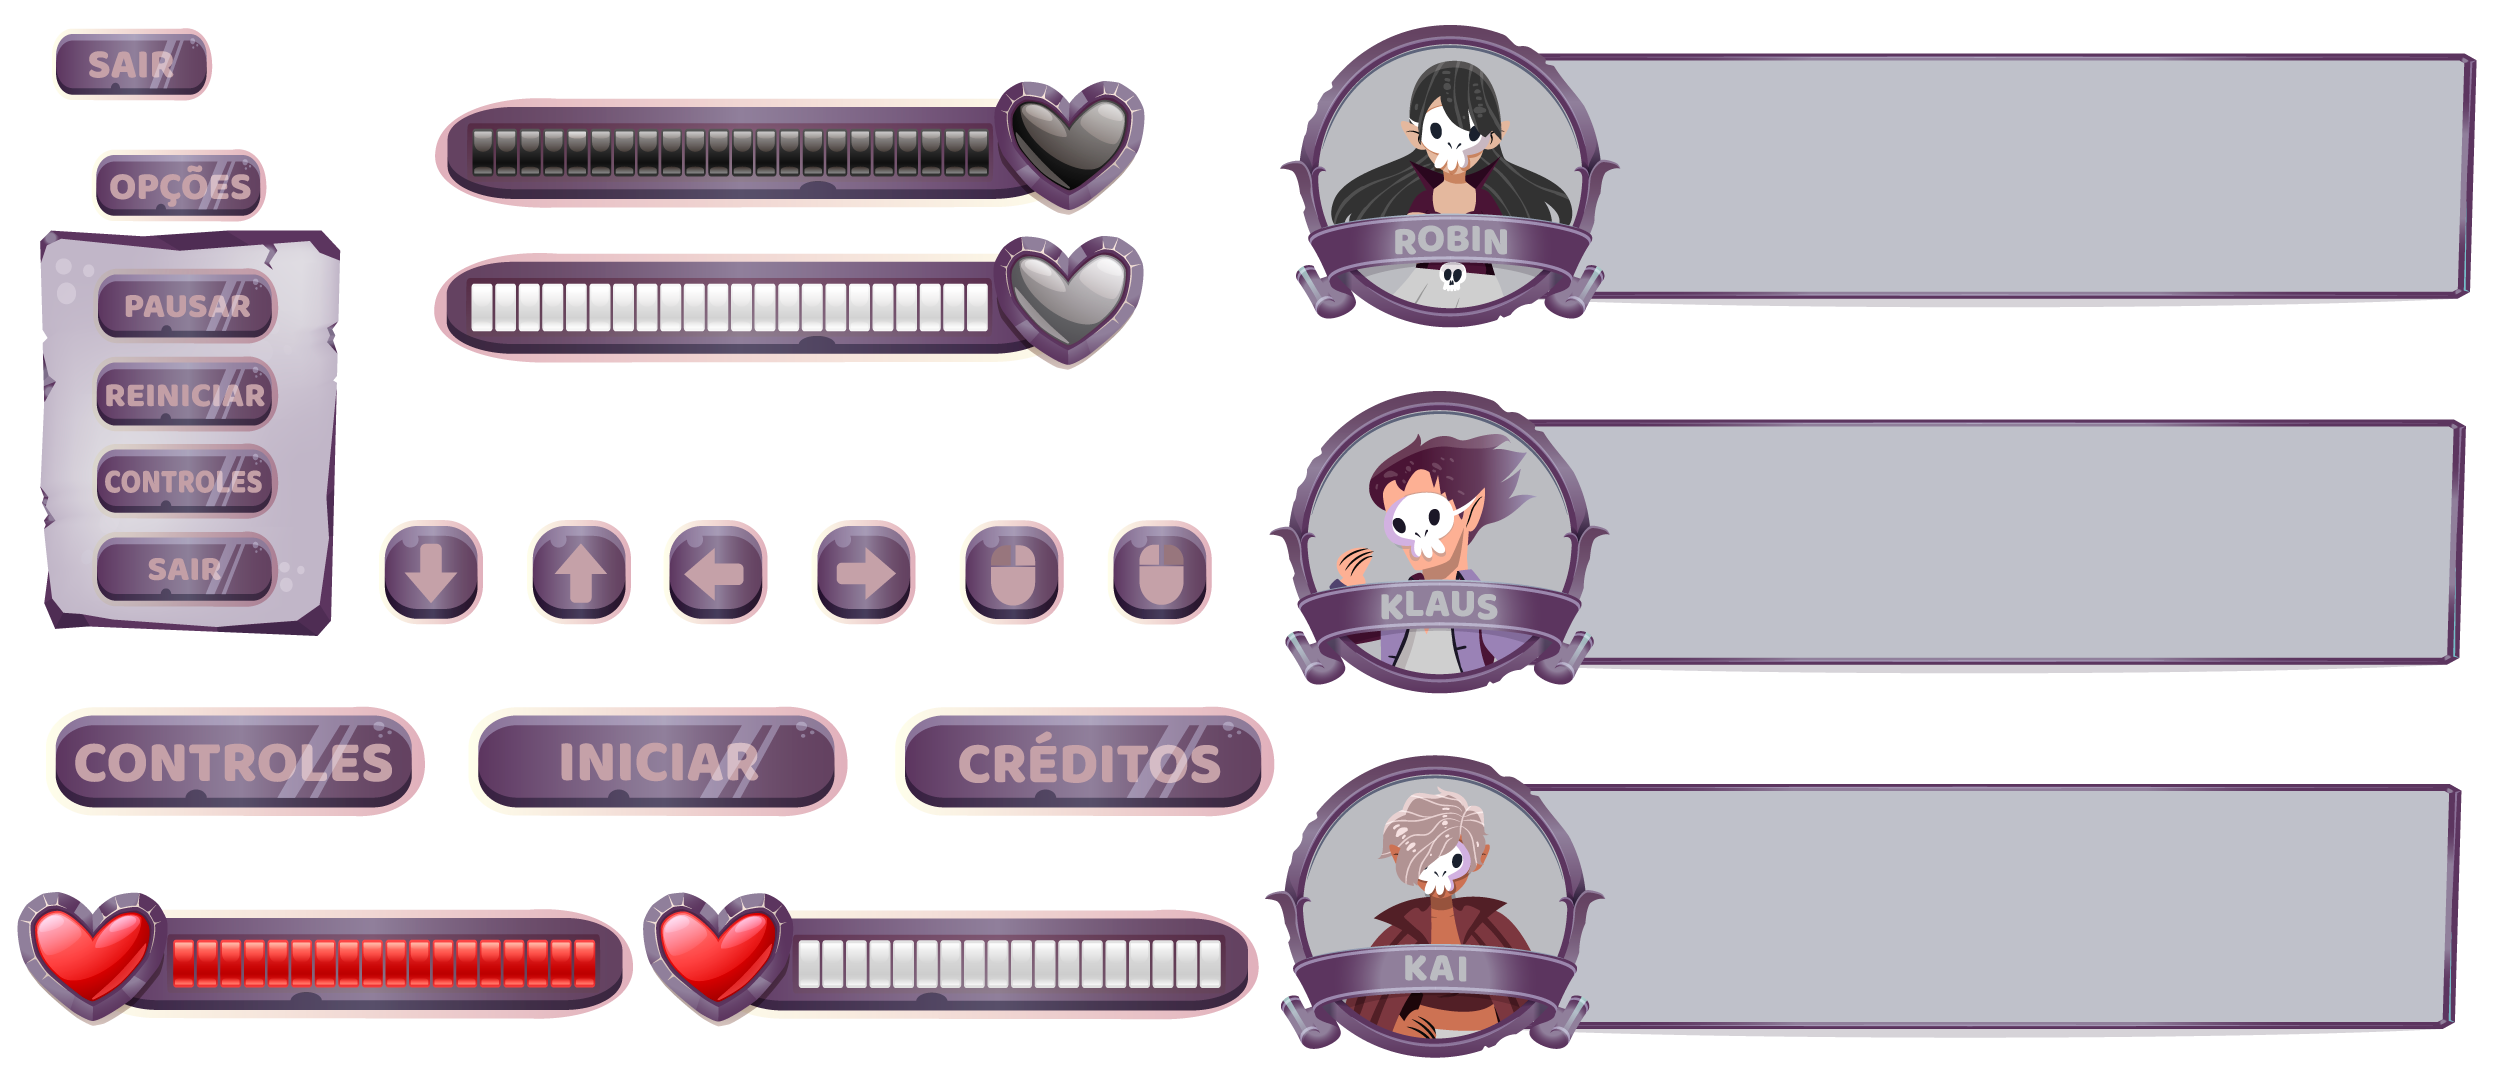 SAIR
OPÇÕES
PAUSAR
REINICIAR
CONTROLES
SAIR
CONTROLES
INICIAR
CRÉDITOS
ROBIN
KLAUS
KAI